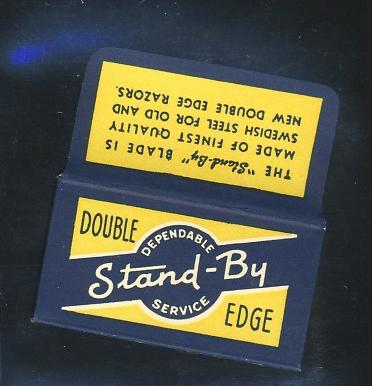 THE "Stand-By" BLADE IS
MADE OF FINEST QUALITY
SWEDISH STEEL FOR OLD AND
NEW DOUBLE EDGE RAZORS.
DOUBLE
DEPENDABLE
Stand-By
SERVICE
EDGE